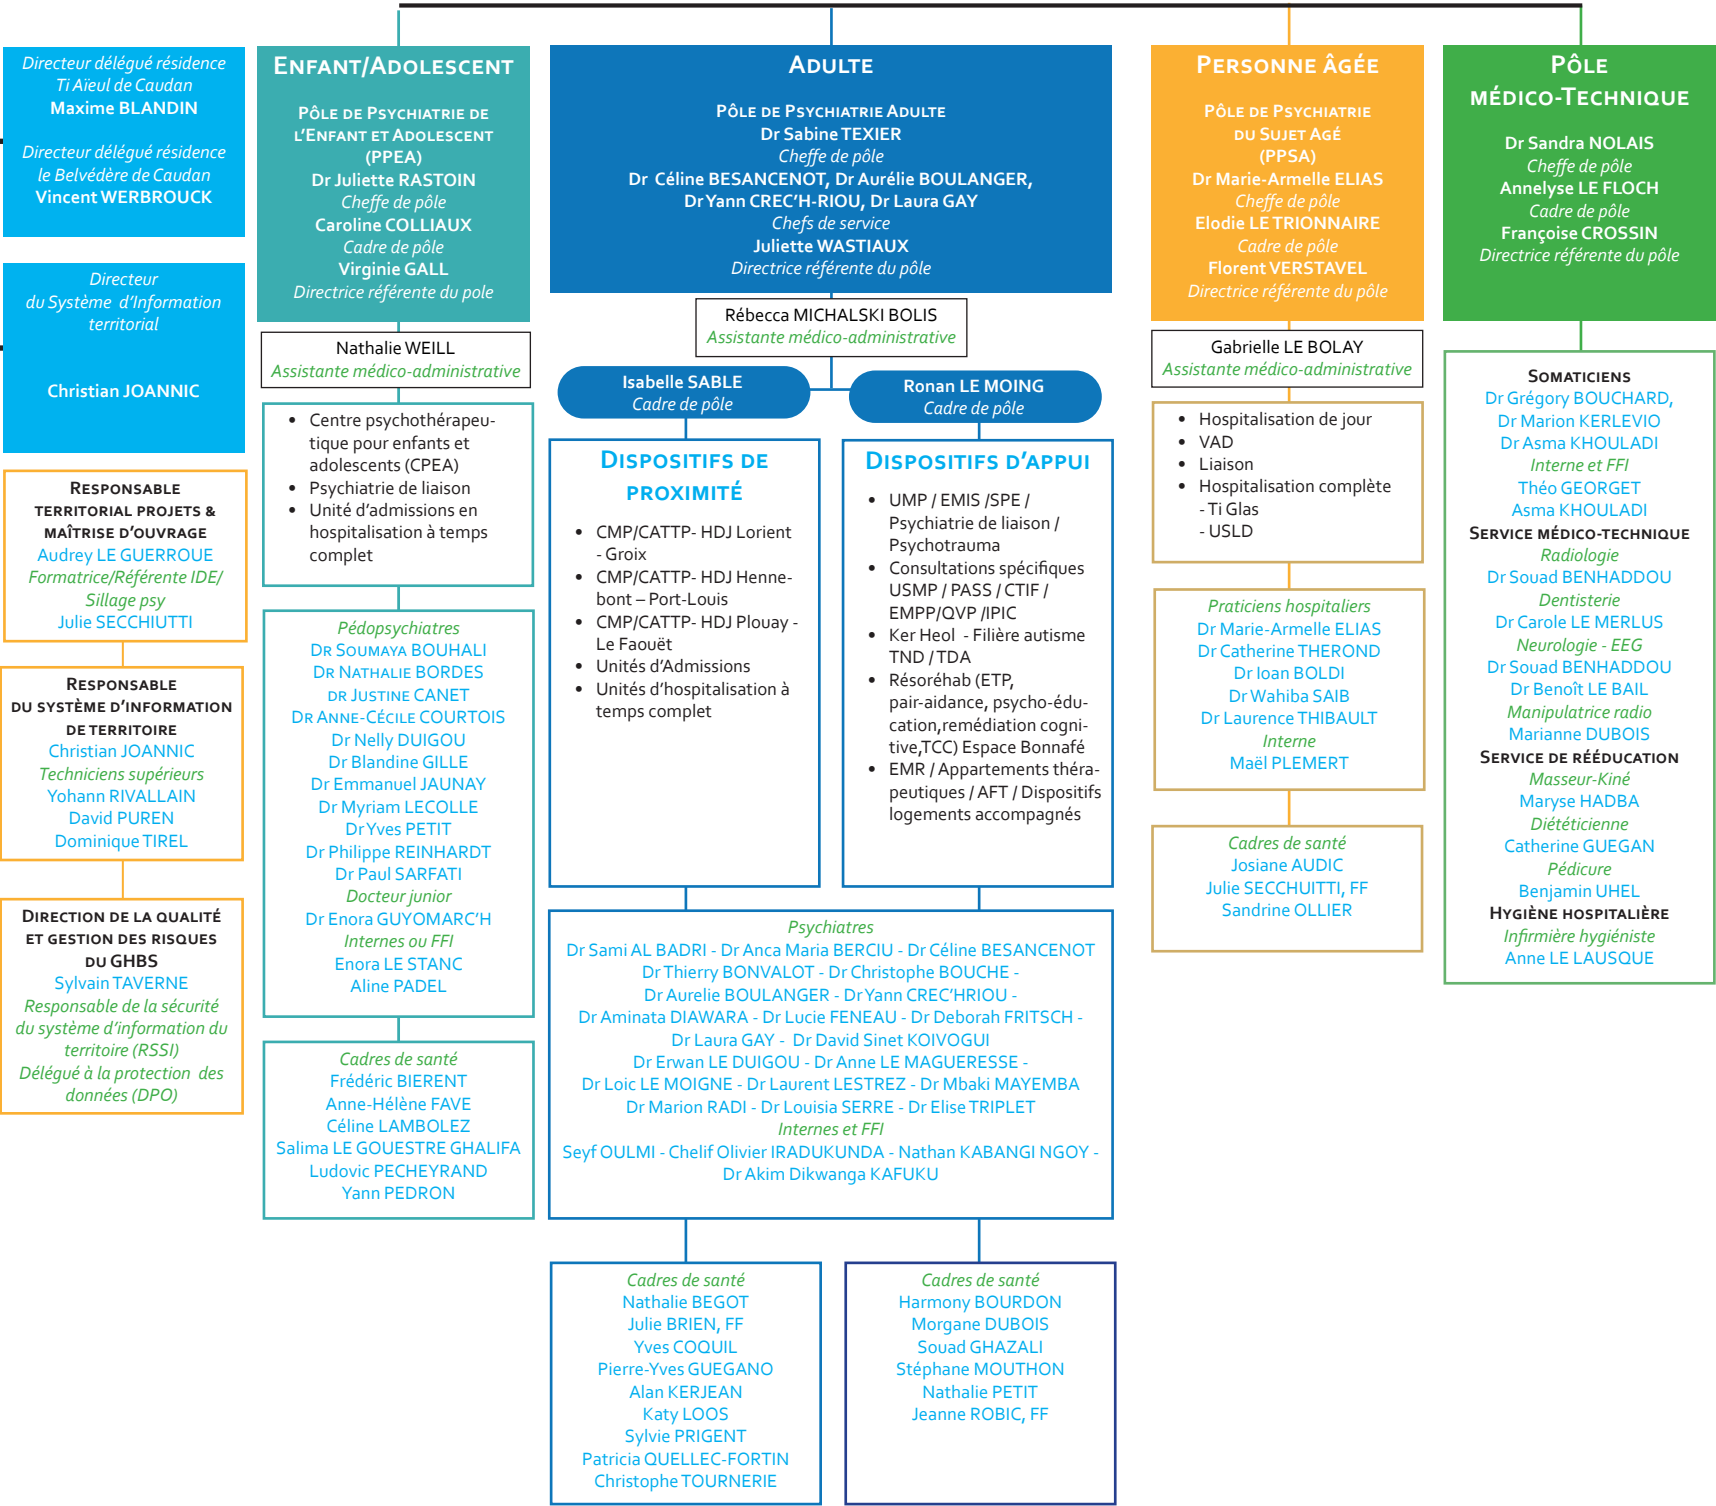 Directeur délégué résidence
Ti Aïeul de Caudan
Maxime BLANDIN
Directeur délégué résidence
le Belvédère de Caudan
Vincent WERBROUCK
Directeur
du Système d’Information
territorial
Christian JOANNIC
RESPONSABLE
TERRITORIAL PROJETS &
MAÎTRISE D’OUVRAGE
Audrey LE GUERROUE
Formatrice/Référente IDE/
Sillage psy
Julie SECCHIUTTI
RESPONSABLE
DU SYSTÈME D’INFORMATION
DE TERRITOIRE
Christian JOANNIC
Techniciens supérieurs
Yohann RIVALLAIN
David PUREN
Dominique TIREL
DIRECTION DE LA QUALITÉ
ET GESTION DES RISQUES
DU GHBS
Sylvain TAVERNE
Responsable de la sécurité
du système d’information du
territoire (RSSI)
Délégué à la protection des
données (DPO)
ENFANT/ADOLESCENT
PÔLE DE PSYCHIATRIE DE
L’ENFANT ET ADOLESCENT
(PPEA)
Dr Juliette RASTOIN
Cheffe de pôle
Caroline COLLIAUX
Cadre de pôle
Virginie GALL
Directrice référente du pole
Nathalie WEILL
Assistante médico-administrative
• Centre psychothérapeu-
tique pour enfants et
adolescents (CPEA)
• Psychiatrie de liaison
• Unité d’admissions en
hospitalisation à temps
complet
Pédopsychiatres
DR SOUMAYA BOUHALI
DR NATHALIE BORDES
DR JUSTINE CANET
DR ANNE-CÉCILE COURTOIS
Dr Nelly DUIGOU
Dr Blandine GILLE
Dr Emmanuel JAUNAY
Dr Myriam LECOLLE
Dr Yves PETIT
Dr Philippe REINHARDT
Dr Paul SARFATI
Docteur junior
Dr Enora GUYOMARC’H
Internes ou FFI
Enora LE STANC
Aline PADEL
Cadres de santé
Frédéric BIERENT
Anne-Hélène FAVE
Céline LAMBOLEZ
Salima LE GOUESTRE GHALIFA
Ludovic PECHEYRAND
Yann PEDRON
ADULTE
PÔLE DE PSYCHIATRIE ADULTE
Dr Sabine TEXIER
Cheffe de pôle
Dr Céline BESANCENOT, Dr Aurélie BOULANGER,
Dr Yann CREC’H-RIOU, Dr Laura GAY
Chefs de service
Juliette WASTIAUX
Directrice référente du pôle
Rébecca MICHALSKI BOLIS
Assistante médico-administrative
Isabelle SABLE
Cadre de pôle
Ronan LE MOING
Cadre de pôle
DISPOSITIFS DE
PROXIMITÉ
• CMP/CATTP- HDJ Lorient
- Groix
• CMP/CATTP- HDJ Henne-
bont – Port-Louis
• CMP/CATTP- HDJ Plouay -
Le Faouët
• Unités d’Admissions
• Unités d’hospitalisation à
temps complet
DISPOSITIFS D’APPUI
• UMP / EMIS /SPE /
Psychiatrie de liaison /
Psychotrauma
• Consultations spécifiques
USMP / PASS / CTIF /
EMPP/QVP /IPIC
• Ker Heol - Filière autisme
TND / TDA
• Résoréhab (ETP,
pair-aidance, psycho-édu-
cation,remédiation cogni-
tive,TCC) Espace Bonnafé
• EMR / Appartements théra-
peutiques / AFT / Dispositifs
logements accompagnés
Psychiatres
Dr Sami AL BADRI - Dr Anca Maria BERCIU - Dr Céline BESANCENOT
Dr Thierry BONVALOT - Dr Christophe BOUCHE -
Dr Aurelie BOULANGER - Dr Yann CREC’HRIOU -
Dr Aminata DIAWARA - Dr Lucie FENEAU - Dr Deborah FRITSCH -
Dr Laura GAY - Dr David Sinet KOIVOGUI
Dr Erwan LE DUIGOU - Dr Anne LE MAGUERESSE -
Dr Loic LE MOIGNE - Dr Laurent LESTREZ - Dr Mbaki MAYEMBA
Dr Marion RADI - Dr Louisia SERRE - Dr Elise TRIPLET
Internes et FFI
Seyf OULMI - Chelif Olivier IRADUKUNDA - Nathan KABANGI NGOY -
Dr Akim Dikwanga KAFUKU
Cadres de santé
Nathalie BEGOT
Julie BRIEN, FF
Yves COQUIL
Pierre-Yves GUEGANO
Alan KERJEAN
Katy LOOS
Sylvie PRIGENT
Patricia QUELLEC-FORTIN
Christophe TOURNERIE
Cadres de santé
Harmony BOURDON
Morgane DUBOIS
Souad GHAZALI
Stéphane MOUTHON
Nathalie PETIT
Jeanne ROBIC, FF
PERSONNE ÂGÉE
PÔLE DE PSYCHIATRIE
DU SUJET AGÉ
(PPSA)
Dr Marie-Armelle ELIAS
Cheffe de pôle
Elodie LE TRIONNAIRE
Cadre de pôle
Florent VERSTAVEL
Directrice référente du pôle
Gabrielle LE BOLAY
Assistante médico-administrative
• Hospitalisation de jour
• VAD
• Liaison
• Hospitalisation complète
- Ti Glas
- USLD
Praticiens hospitaliers
Dr Marie-Armelle ELIAS
Dr Catherine THEROND
Dr Ioan BOLDI
Dr Wahiba SAIB
Dr Laurence THIBAULT
Interne
Maël PLEMERT
Cadres de santé
Josiane AUDIC
Julie SECCHUITTI, FF
Sandrine OLLIER
PÔLE
MÉDICO-TECHNIQUE
Dr Sandra NOLAIS
Cheffe de pôle
Annelyse LE FLOCH
Cadre de pôle
Françoise CROSSIN
Directrice référente du pôle
SOMATICIENS
Dr Grégory BOUCHARD,
Dr Marion KERLEVIO
Dr Asma KHOULADI
Interne et FFI
Théo GEORGET
Asma KHOULADI
SERVICE MÉDICO-TECHNIQUE
Radiologie
Dr Souad BENHADDOU
Dentisterie
Dr Carole LE MERLUS
Neurologie - EEG
Dr Souad BENHADDOU
Dr Benoît LE BAIL
Manipulatrice radio
Marianne DUBOIS
SERVICE DE RÉÉDUCATION
Masseur-Kiné
Maryse HADBA
Diététicienne
Catherine GUEGAN
Pédicure
Benjamin UHEL
HYGIÈNE HOSPITALIÈRE
Infirmière hygiéniste
Anne LE LAUSQUE